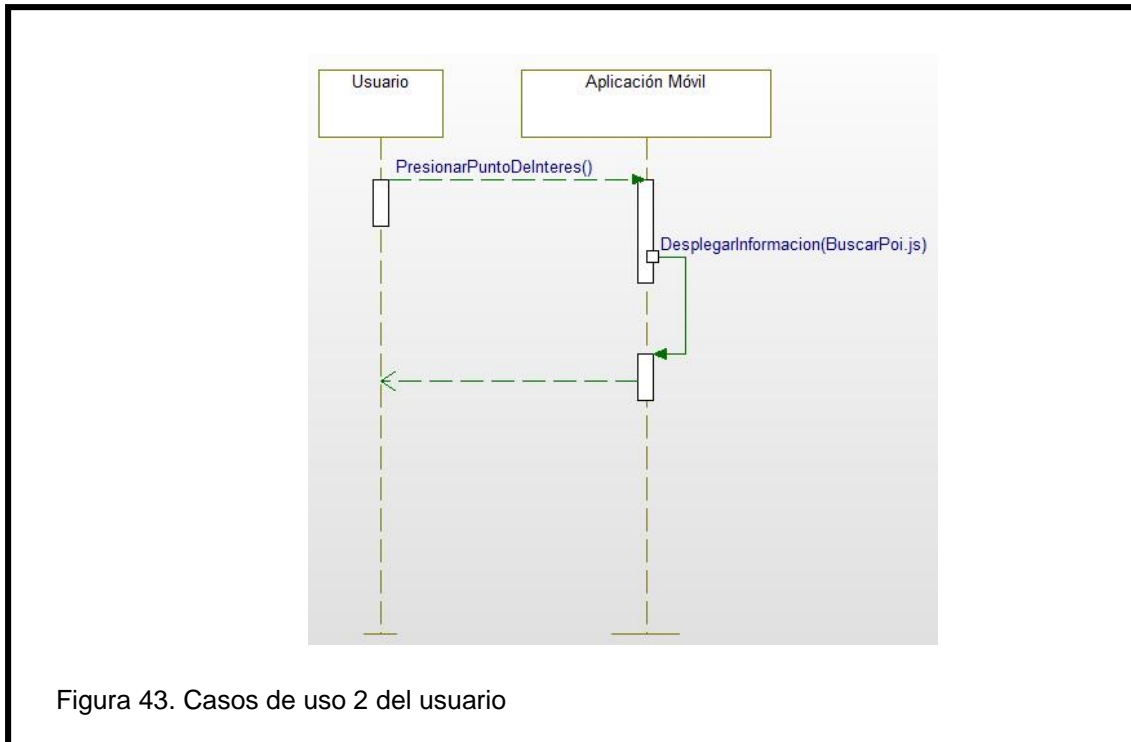 Usuario
Aplicación Móvil
PresionarPuntoDeInteres()
DesplegarInformacion(BuscarPoi.js)
Figura 43. Casos de uso 2 del usuario